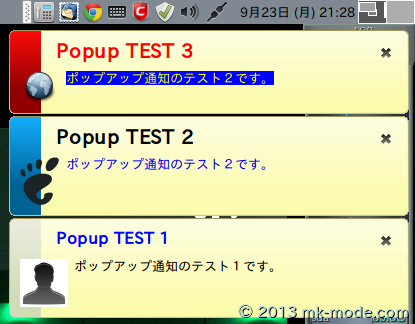 9月23日 (月) 21:28
Popup TEST 3
ポップアップ通知のテスト２です。
Popup TEST 2
ポップアップ通知のテスト２です。
Popup TEST 1
ポップアップ通知のテスト１です。
© 2013 mk-mode.com